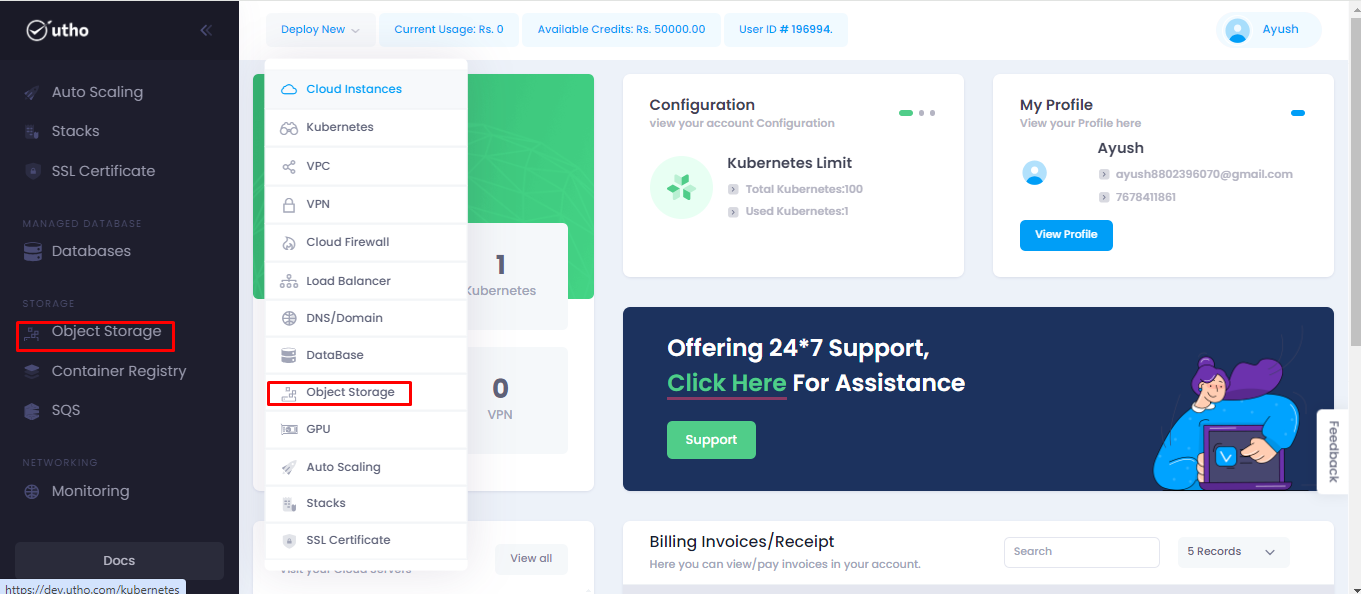 utho
Auto Scaling
Stacks
SSL Certificate
MANAGED DATABASE
Databases
STORAGE
Object Storage
Container Registry
SQS
NETWORKING
Monitoring
Docs
https://dev.utho.com/kubernetes
Deploy New
Current Usage: Rs. 0
Available Credits: Rs. 50000.00
User ID # 196994.
Ayush
Cloud Instances
Kubernetes
VPC
VPN
Cloud Firewall
Load Balancer
DNS/Domain
DataBase
Object Storage
GPU
Auto Scaling
Stacks
SSL Certificate
1
Kubernetes
0
VPN
Visit your Cloud Servers
View all
Configuration
view your account Configuration
Kubernetes Limit
Total Kubernetes:100
Used Kubernetes:1
My Profile
View your Profile here
Ayush
ayush8802396070@gmail.com
7678411861
View Profile
Offering 24*7 Support,
Click Here For Assistance
Support
Feedback
Billing Invoices/Receipt
Here you can view/pay invoices in your account.
Search
5 Records